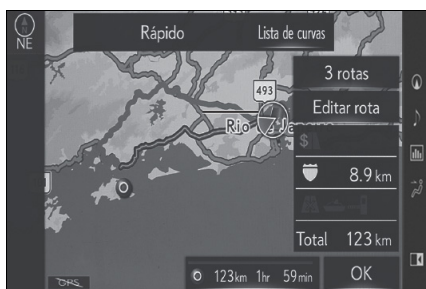 NE
Rápido
Lista de curvas
3 rotas
493
Editar rota
Rio
J
$
8.9 km
Total 123 km
123km 1hr 59min
OK
GPS